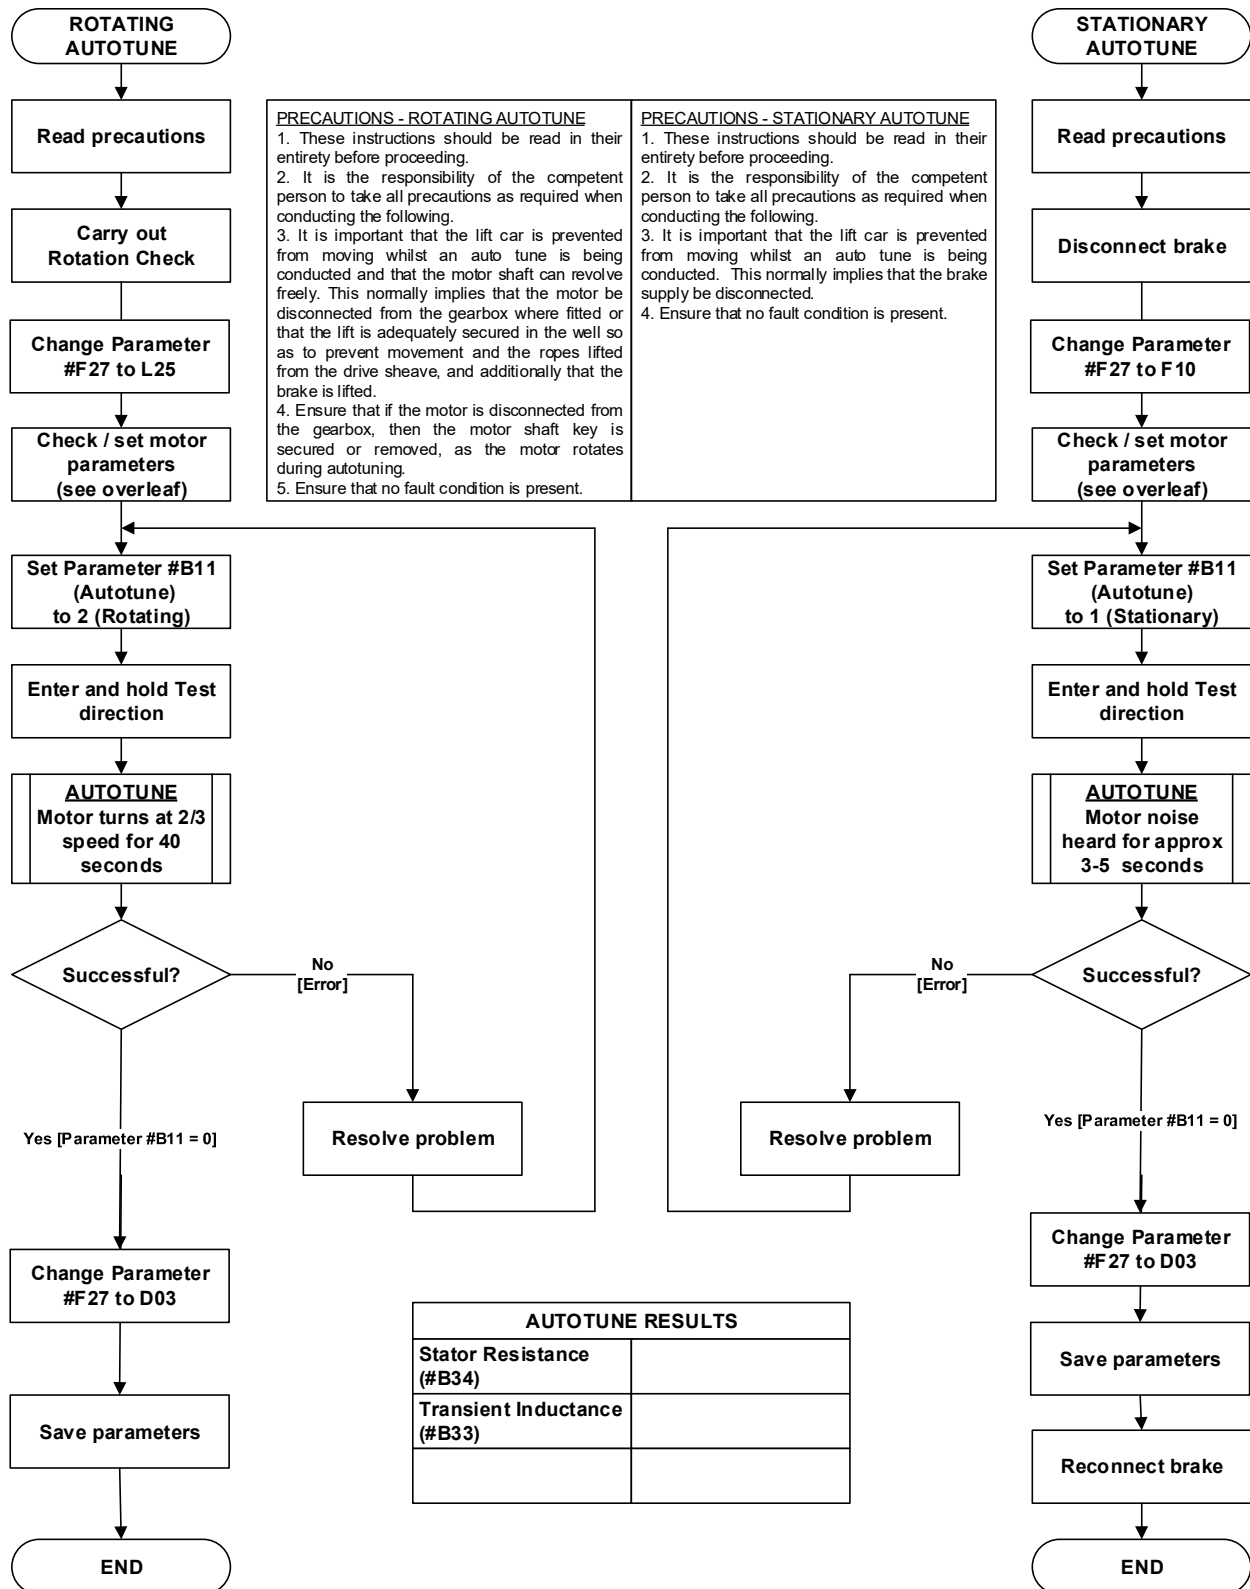 ROTATING
AUTOTUNE
Read precautions
Carry out
Rotation Check
Change Parameter
#F27 to L25
Check / set motor
parameters
(see overleaf)
Set Parameter #B11
(Autotune)
to 2 (Rotating)
Enter and hold Test
direction
AUTOTUNE
Motor turns at 2/3
speed for 40
seconds
Successful?
No
[Error]
Resolve problem
Yes [Parameter #B11 = 0]
Change Parameter
#F27 to D03
Save parameters
END
PRECAUTIONS - ROTATING AUTOTUNE
1. These instructions should be read in their
entirety before proceeding.
2. It is the responsibility of the competent
person to take all precautions as required when
conducting the following.
3. It is important that the lift car is prevented
from moving whilst an auto tune is being
conducted and that the motor shaft can revolve
freely. This normally implies that the motor be
disconnected from the gearbox where fitted or
that the lift is adequately secured in the well so
as to prevent movement and the ropes lifted
from the drive sheave, and additionally that the
brake is lifted.
4. Ensure that if the motor is disconnected from
the gearbox, then the motor shaft key is
secured or removed, as the motor rotates
during autotuning.
5. Ensure that no fault condition is present.
PRECAUTIONS - STATIONARY AUTOTUNE
1. These instructions should be read in their
entirety before proceeding.
2. It is the responsibility of the competent
person to take all precautions as required when
conducting the following.
3. It is important that the lift car is prevented
from moving whilst an auto tune is being
conducted. This normally implies that the brake
supply be disconnected.
4. Ensure that no fault condition is present.
AUTOTUNE RESULTS
Stator Resistance
(#B34)
Transient Inductance
(#B33)
STATIONARY
AUTOTUNE
Read precautions
Disconnect brake
Change Parameter
#F27 to F10
Check / set motor
parameters
(see overleaf)
Set Parameter #B11
(Autotune)
to 1 (Stationary)
Enter and hold Test
direction
AUTOTUNE
Motor noise
heard for approx
3-5 seconds
Successful?
No
[Error]
Resolve problem
Yes [Parameter #B11 = 0]
Change Parameter
#F27 to D03
Save parameters
Reconnect brake
END